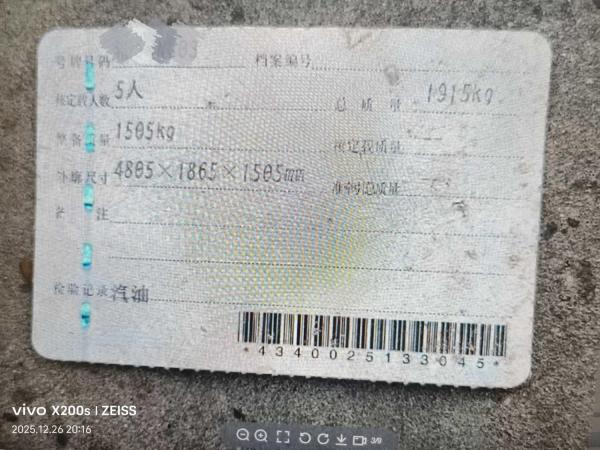 号牌号码 档案编号
核定载人数 5人 总质量 1915kg
整备质量 1505kg 核定载质量
外廓尺寸 4805×1865×1505mm 准牵引总质量
备注
检验记录 汽油
*4340025133045*
vivo X200s | ZEISS
2025.12.26 20:16
3/9